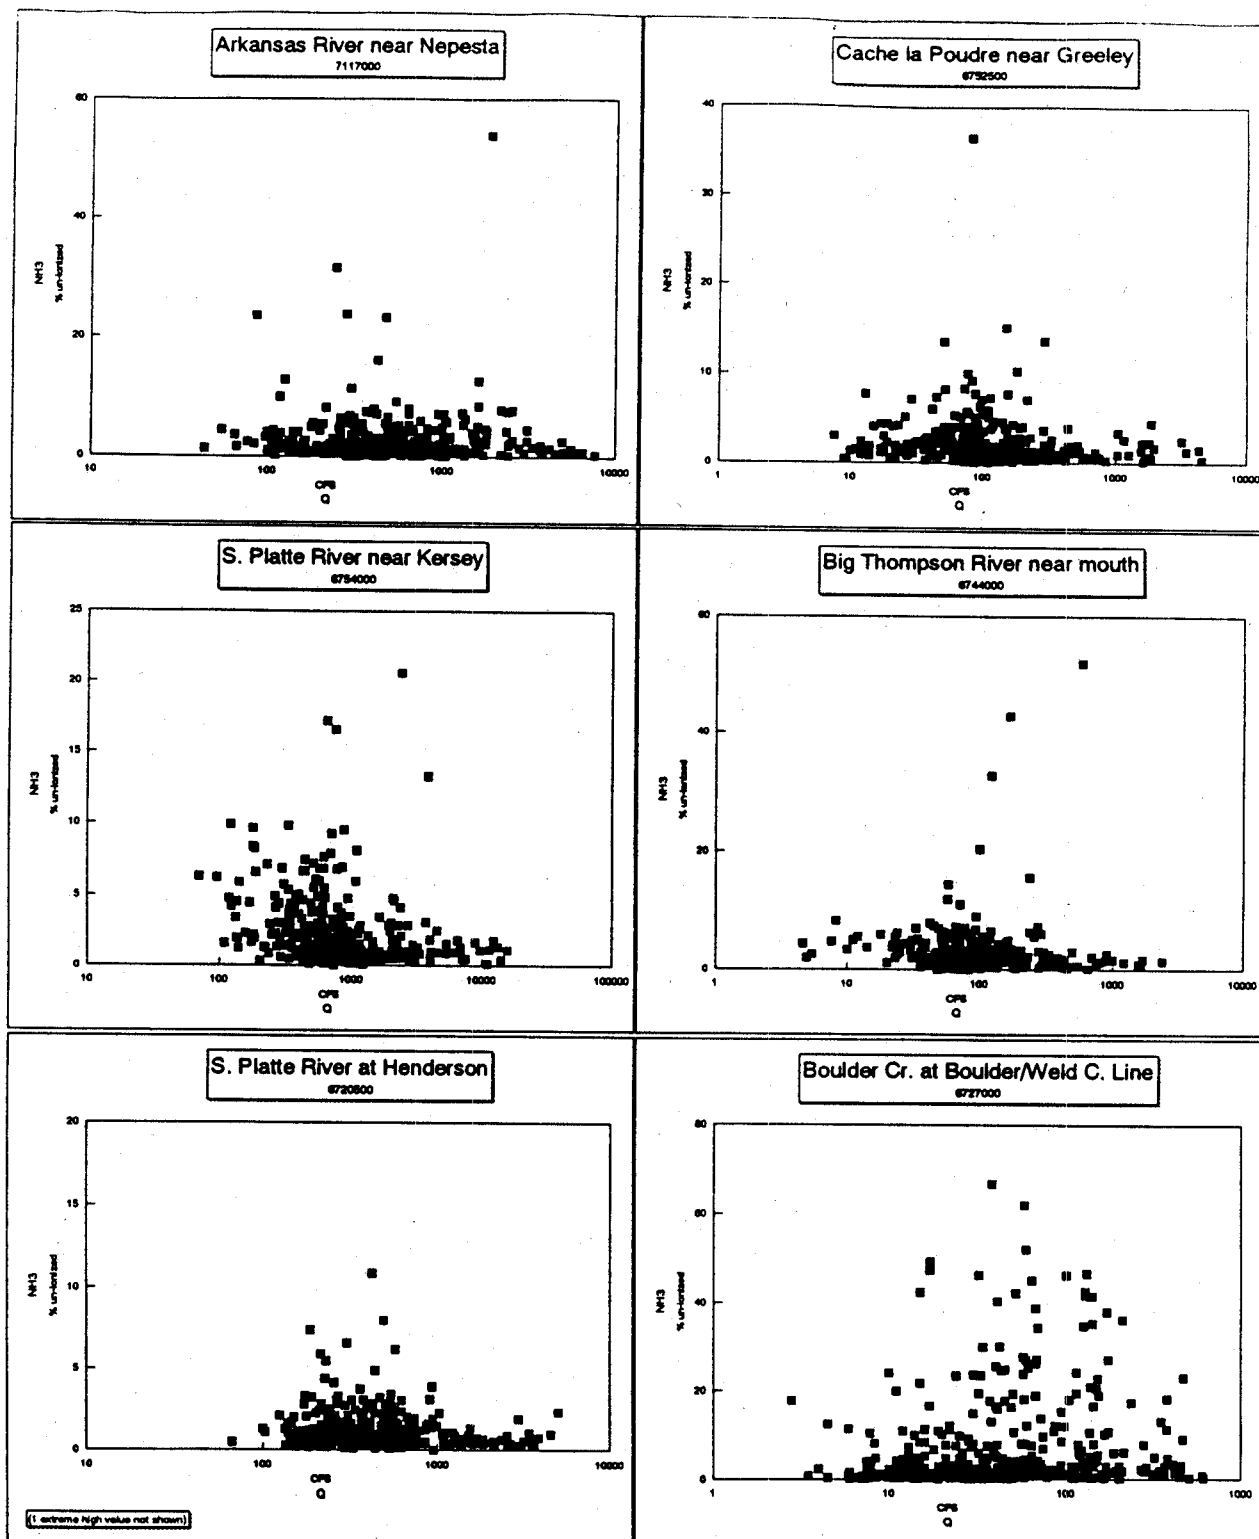 Arkansas River near Nepesta
7117000
60
40
20
0
NH3
% un-ionized
10
100
1000
10000
CFS
Q
Cache la Poudre near Greeley
6752500
40
30
20
10
0
NH3
% un-ionized
1
10
100
1000
10000
CFS
Q
S. Platte River near Kersey
6754000
25
20
15
10
5
0
NH3
% un-ionized
10
100
1000
10000
100000
CFS
Q
Big Thompson River near mouth
6744000
60
40
20
0
NH3
% un-ionized
1
10
100
1000
10000
CFS
Q
S. Platte River at Henderson
6720500
20
15
10
5
0
NH3
% un-ionized
10
100
1000
10000
CFS
Q
(1 extreme high value not shown)
Boulder Cr. at Boulder/Weld C. Line
6727000
80
60
40
20
0
NH3
% un-ionized
1
10
100
1000
CFS
Q